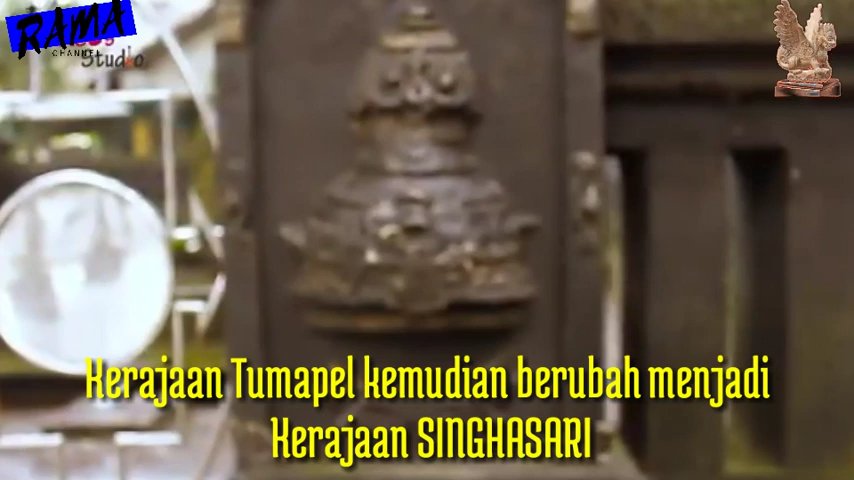 RAMA
CHANNEL
Studio
Kerajaan Tumapel kemudian berubah menjadi
Kerajaan SINGHASARI